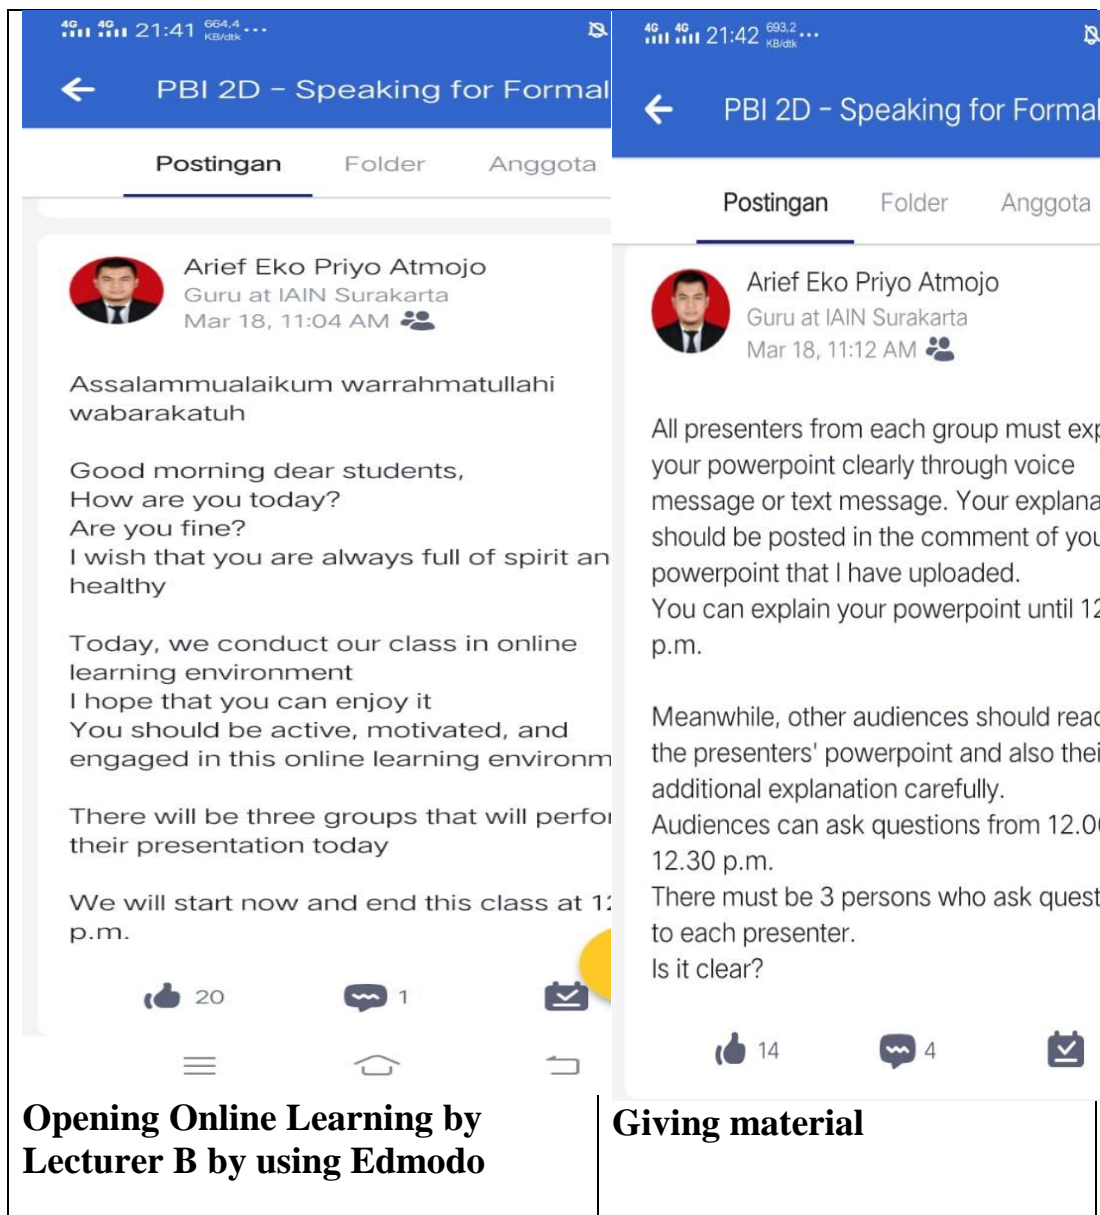 4G 4G 21:41 664,4 KB/dtk ...
PBI 2D - Speaking for Formal
Postingan Folder Anggota
Arief Eko Priyo Atmojo
Guru at IAIN Surakarta
Mar 18, 11:04 AM
Assalammualaikum warrahmatullahi
wabarakatuh
Good morning dear students,
How are you today?
Are you fine?
I wish that you are always full of spirit an
healthy
Today, we conduct our class in online
learning environment
I hope that you can enjoy it
You should be active, motivated, and
engaged in this online learning environm
There will be three groups that will perfo
their presentation today
We will start now and end this class at 1
p.m.
20 1
Opening Online Learning by
Lecturer B by using Edmodo
4G 4G 21:42 693,2 KB/dtk ...
PBI 2D - Speaking for Formal
Postingan Folder Anggota
Arief Eko Priyo Atmojo
Guru at IAIN Surakarta
Mar 18, 11:12 AM
All presenters from each group must exp
your powerpoint clearly through voice
message or text message. Your explana
should be posted in the comment of you
powerpoint that I have uploaded.
You can explain your powerpoint until 12
p.m.
Meanwhile, other audiences should read
the presenters' powerpoint and also thei
additional explanation carefully.
Audiences can ask questions from 12.00
12.30 p.m.
There must be 3 persons who ask quest
to each presenter.
Is it clear?
14 4
Giving material